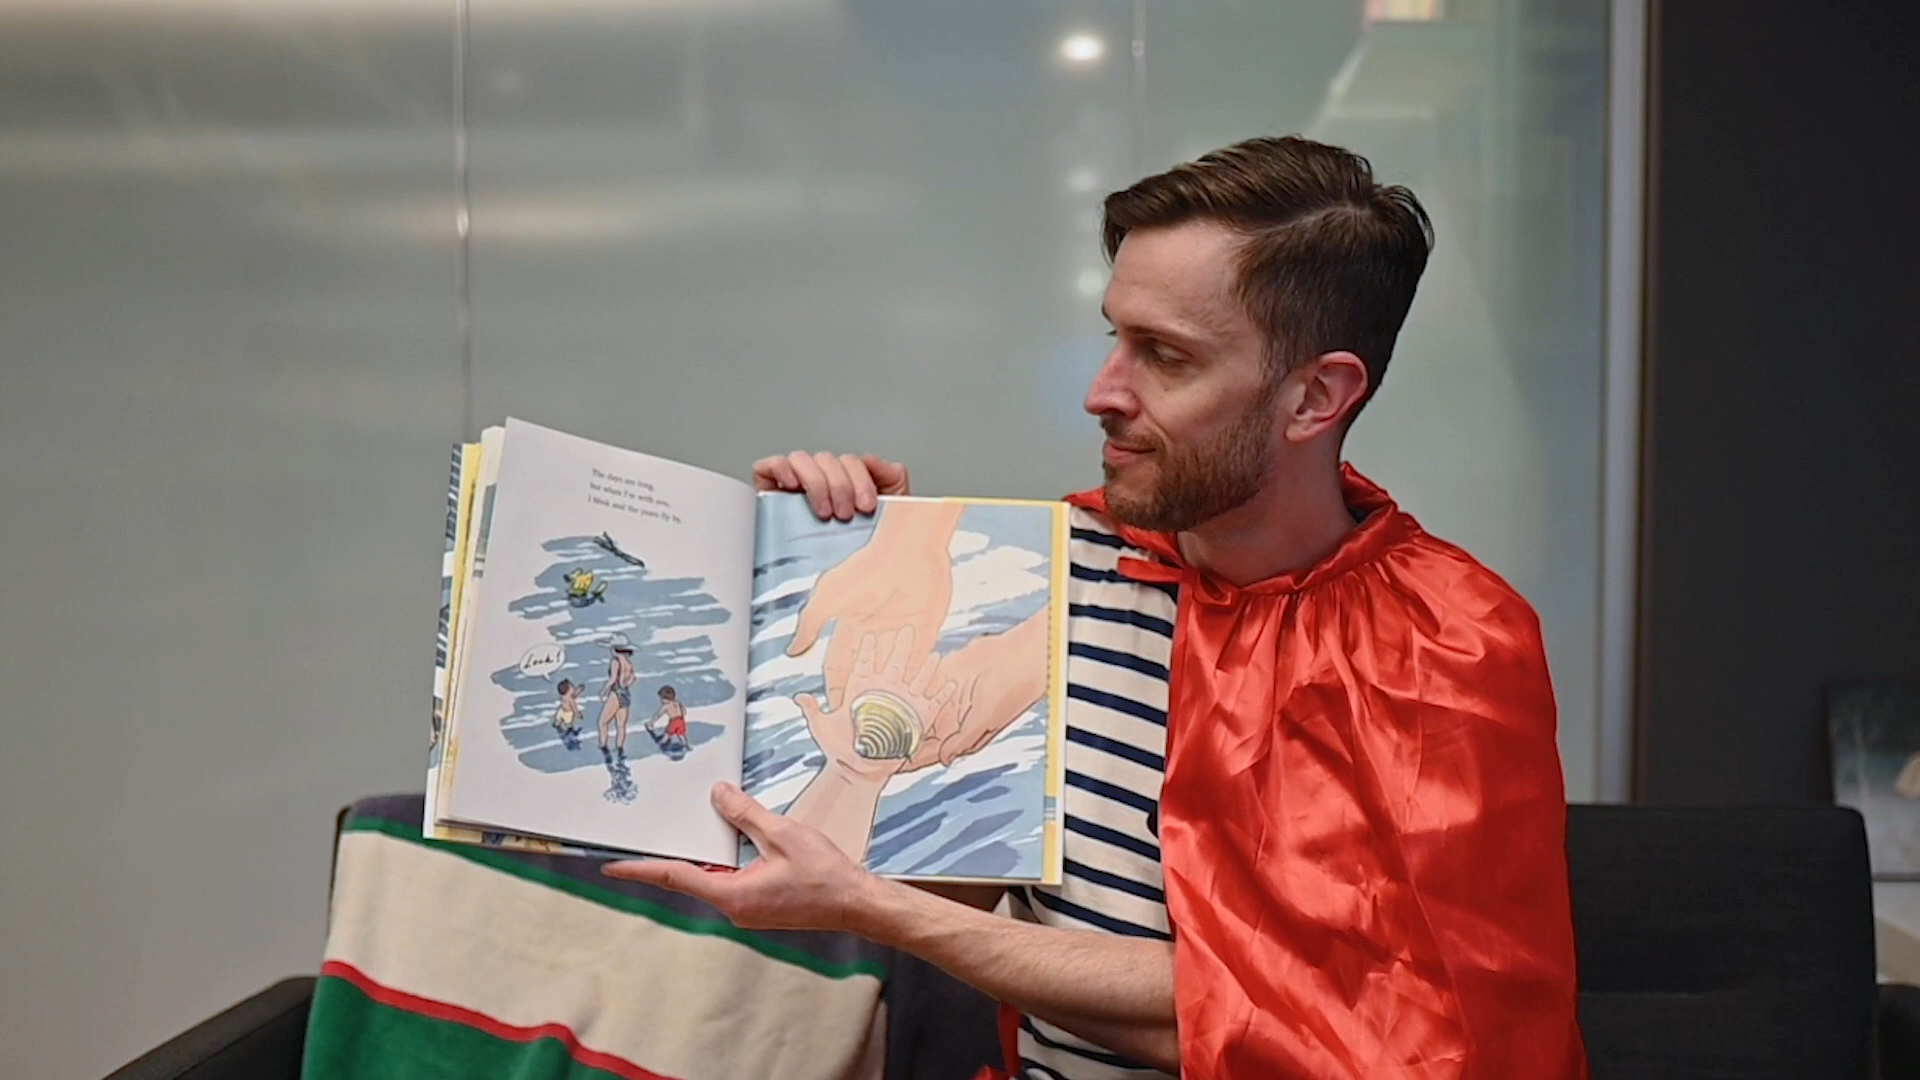 The days are long,
but when I'm with you,
I blink and the years fly by.
Look!